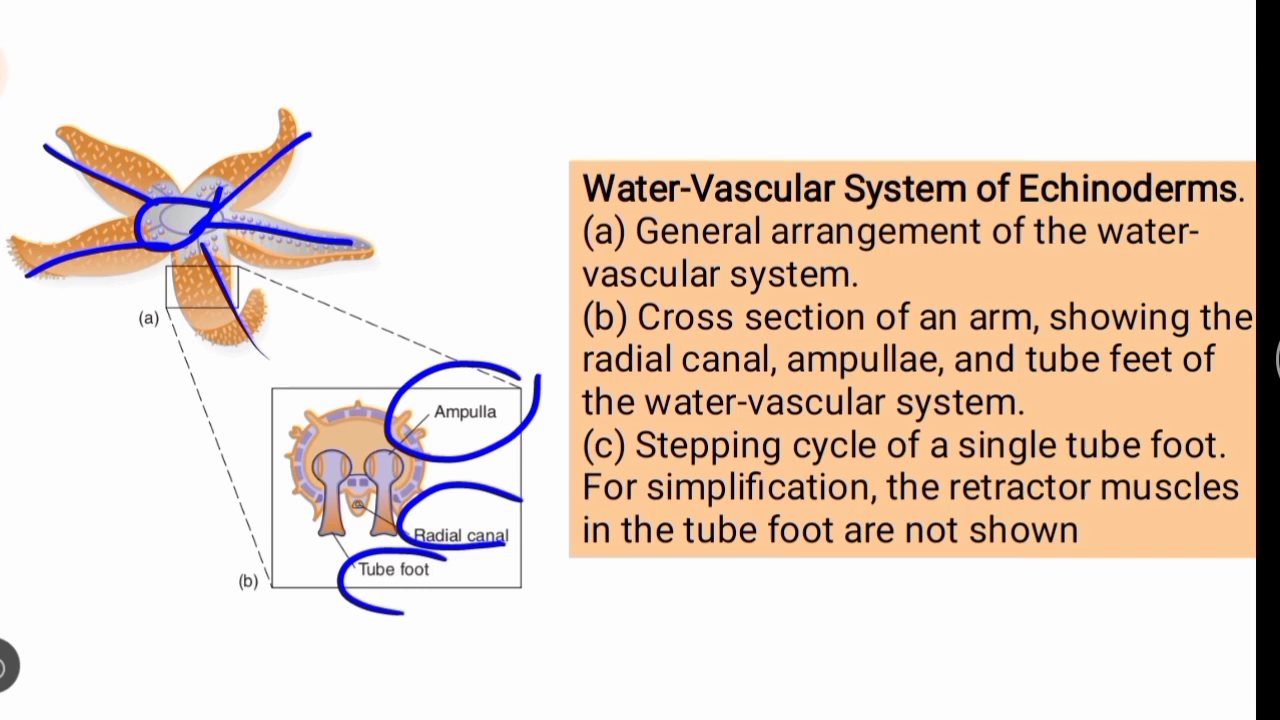 (a)
Ampulla
Radial canal
Tube foot
(b)
Water-Vascular System of Echinoderms.
(a) General arrangement of the water-
vascular system.
(b) Cross section of an arm, showing the
radial canal, ampullae, and tube feet of
the water-vascular system.
(c) Stepping cycle of a single tube foot.
For simplification, the retractor muscles
in the tube foot are not shown